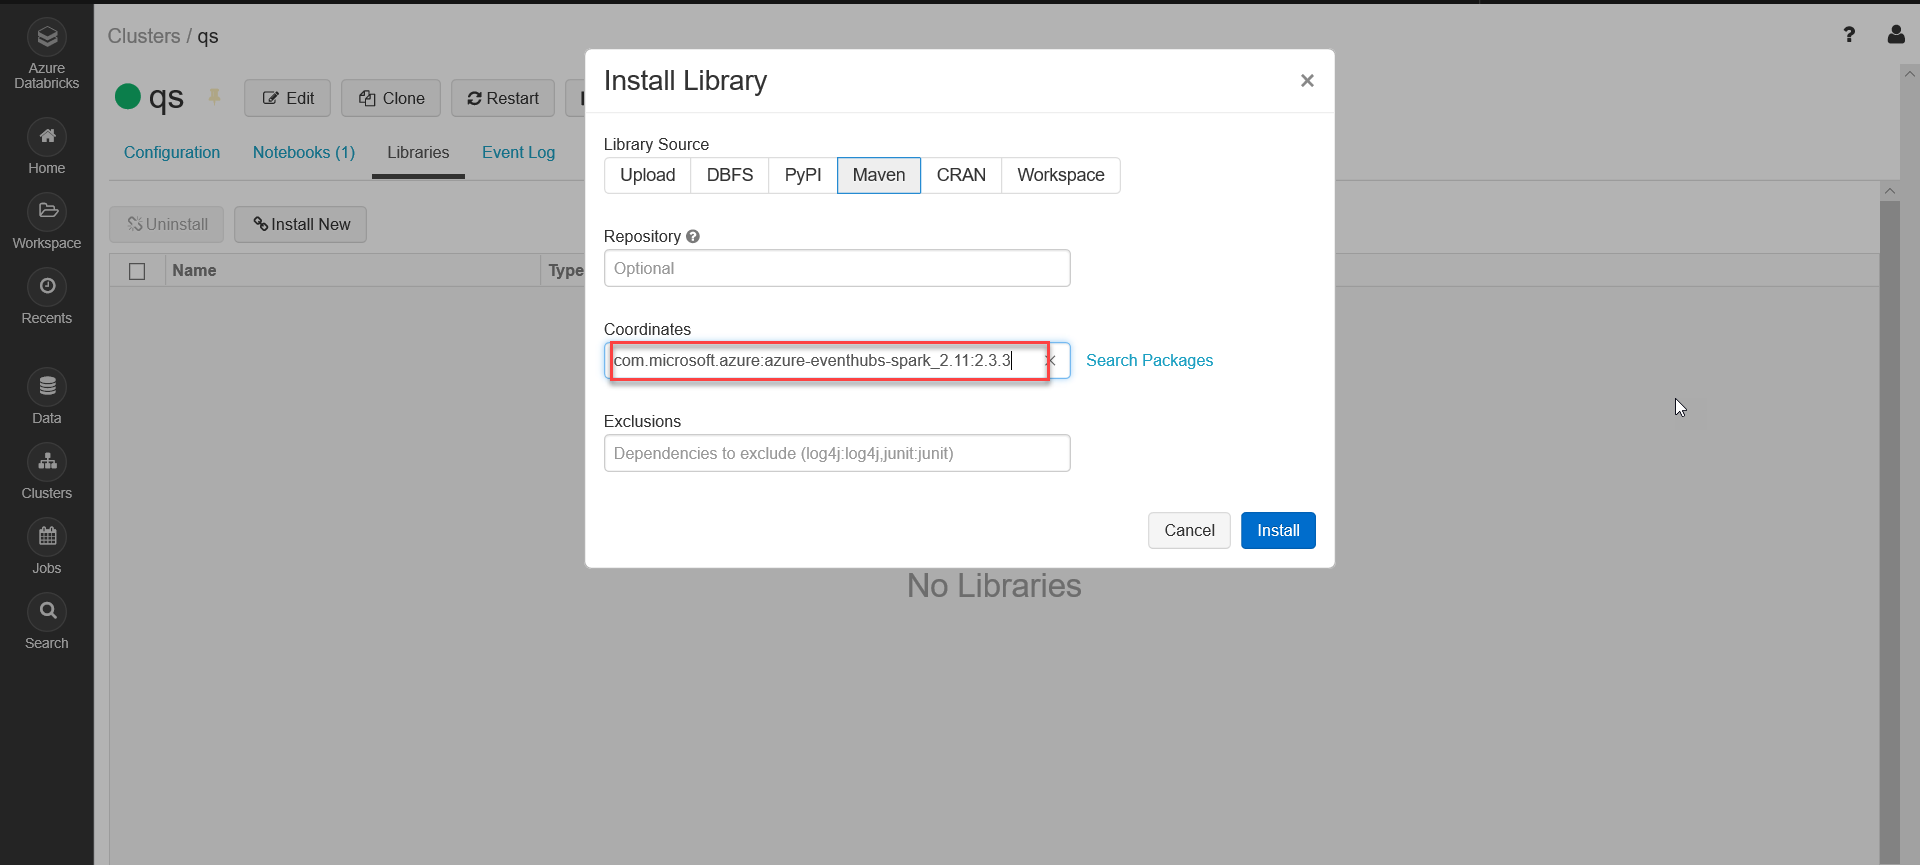 Azure
Databricks
Home
Workspace
Recents
Data
Clusters
Jobs
Search
Clusters / qs
?
qs
Edit
Clone
Restart
Configuration
Notebooks (1)
Libraries
Event Log
Uninstall
Install New
Name
Type
Install Library
×
Library Source
Upload
DBFS
PyPI
Maven
CRAN
Workspace
Repository ?
Optional
Coordinates
com.microsoft.azure:azure-eventhubs-spark_2.11:2.3.3
Search Packages
Exclusions
Dependencies to exclude (log4j:log4j,junit:junit)
Cancel
Install
No Libraries